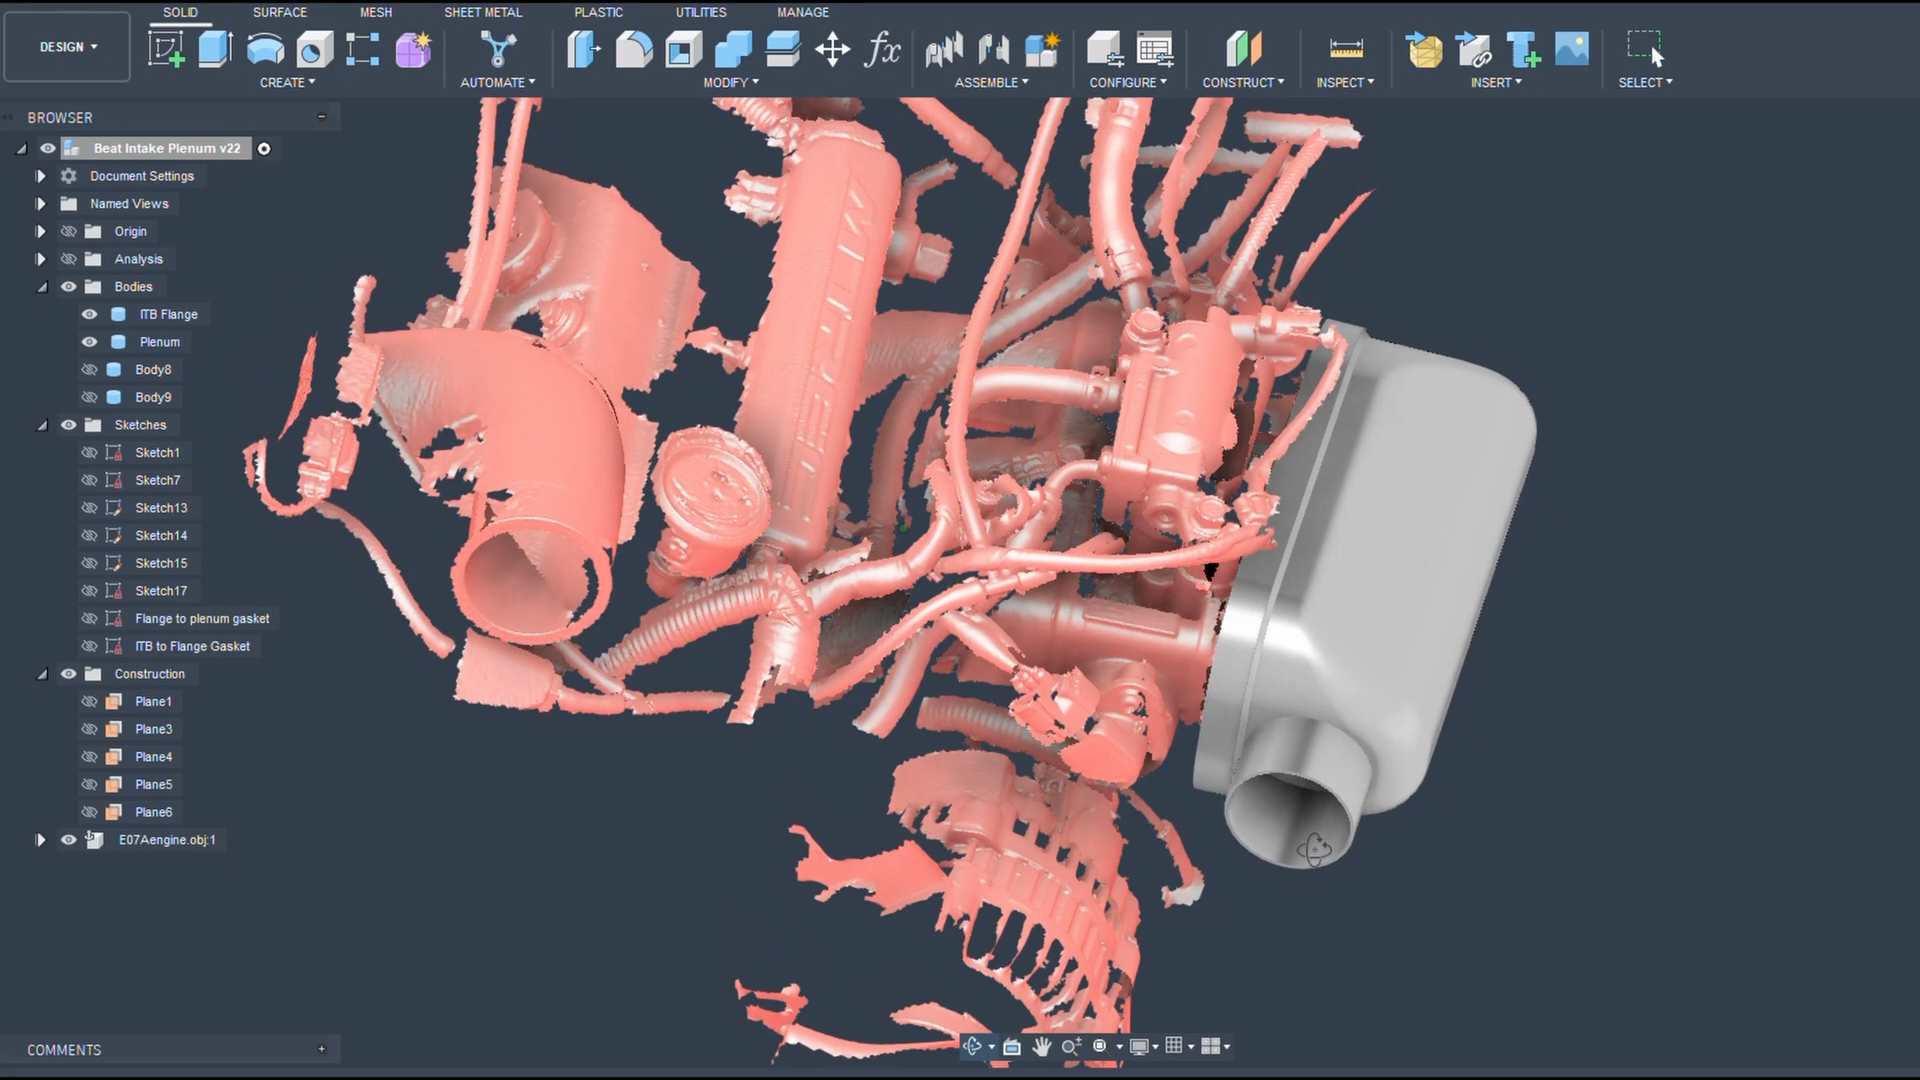 SOLID SURFACE MESH SHEET METAL PLASTIC UTILITIES MANAGE
DESIGN
fx
CREATE AUTOMATE MODIFY ASSEMBLE CONFIGURE CONSTRUCT INSPECT INSERT SELECT
BROWSER
Beat Intake Plenum v22
Document Settings
Named Views
Origin
Analysis
Bodies
ITB Flange
Plenum
Body8
Body9
Sketches
Sketch1
Sketch7
Sketch13
Sketch14
Sketch15
Sketch17
Flange to plenum gasket
ITB to Flange Gasket
Construction
Plane1
Plane3
Plane4
Plane5
Plane6
E07Aengine.obj:1
MTREC
COMMENTS